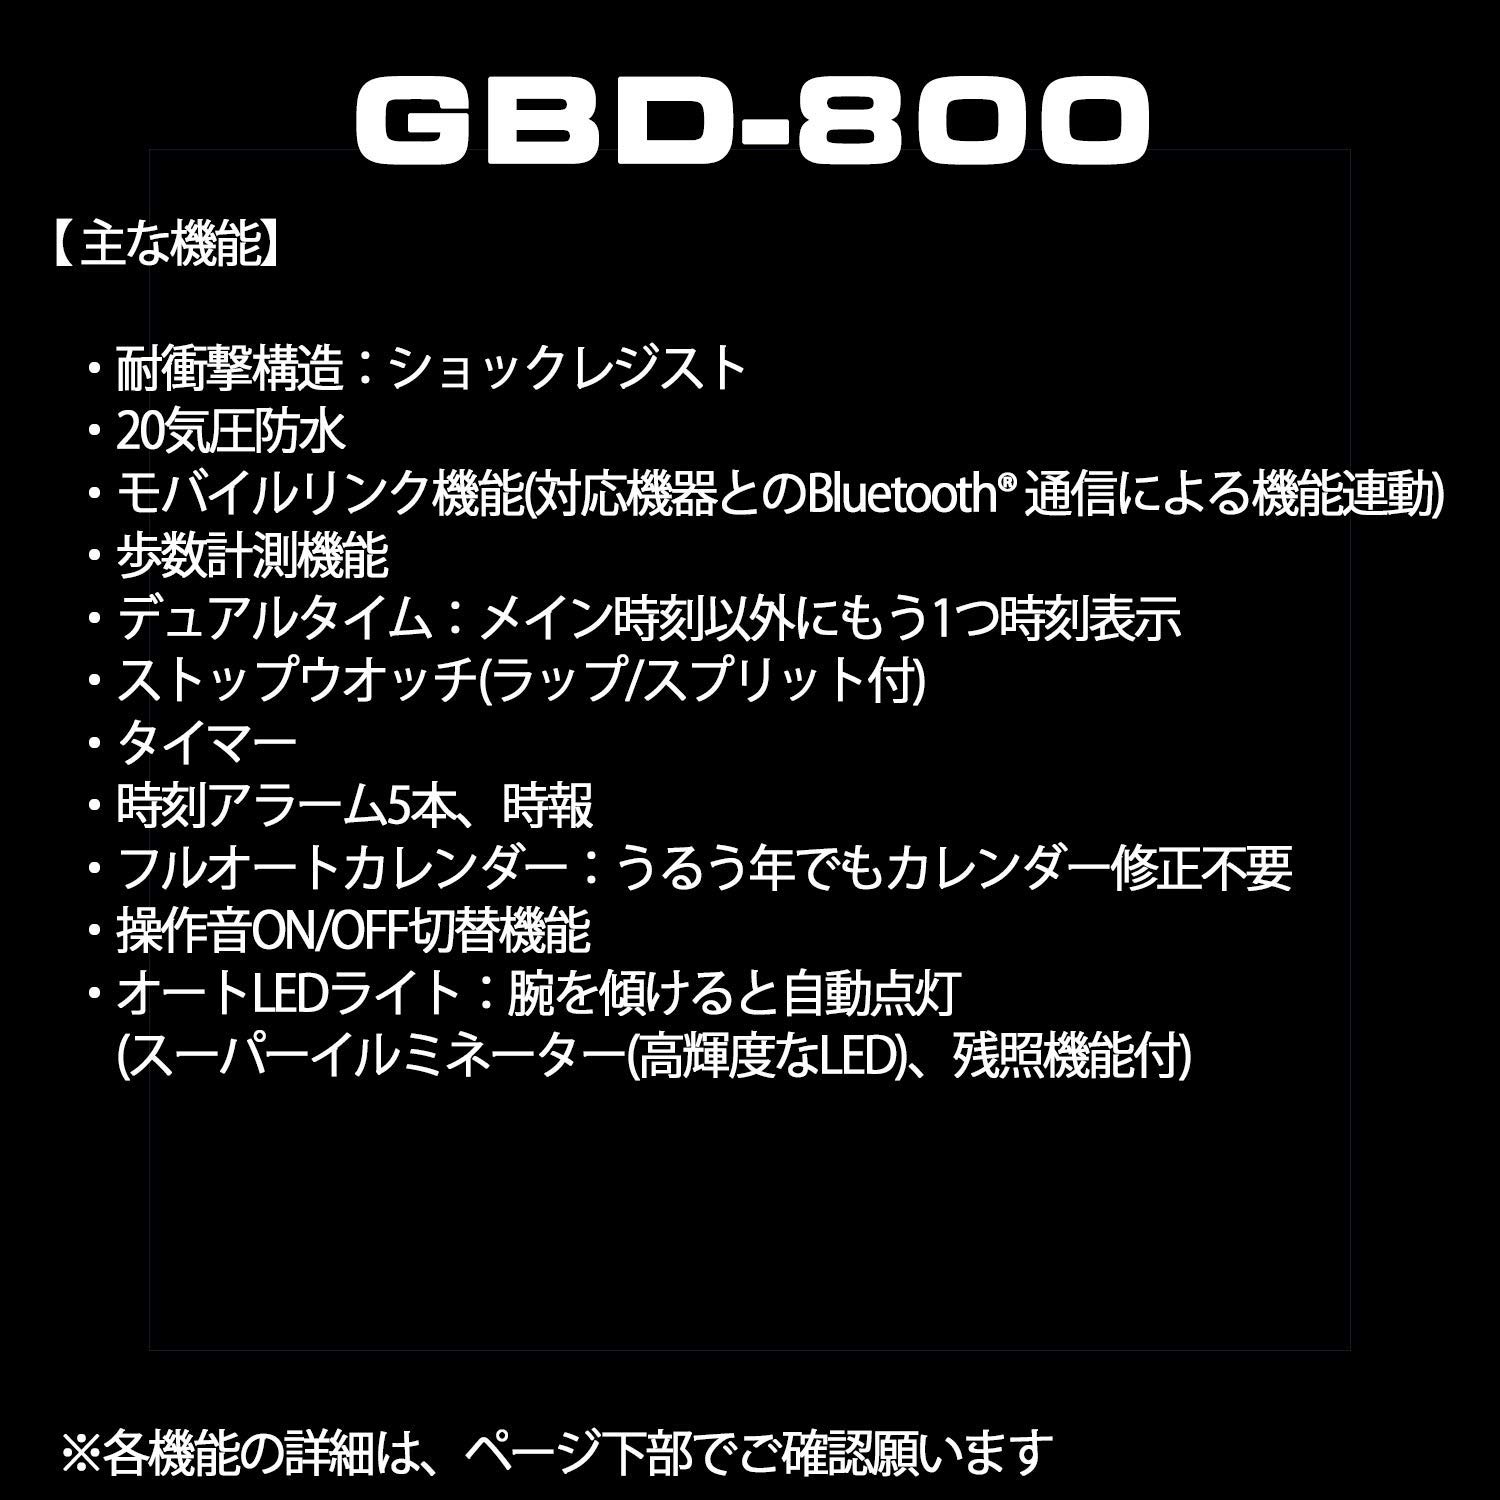 GBD-800
【主な機能】
・耐衝撃構造：ショックレジスト
・20気圧防水
・モバイルリンク機能(対応機器とのBluetooth® 通信による機能連動)
・歩数計測機能
・デュアルタイム：メイン時刻以外にもう1つ時刻表示
・ストップウオッチ(ラップ/スプリット付)
・タイマー
・時刻アラーム5本、時報
・フルオートカレンダー：うるう年でもカレンダー修正不要
・操作音ON/OFF切替機能
・オートLEDライト：腕を傾けると自動点灯
(スーパーイルミネーター(高輝度なLED)、残照機能付)
※各機能の詳細は、ページ下部でご確認願います